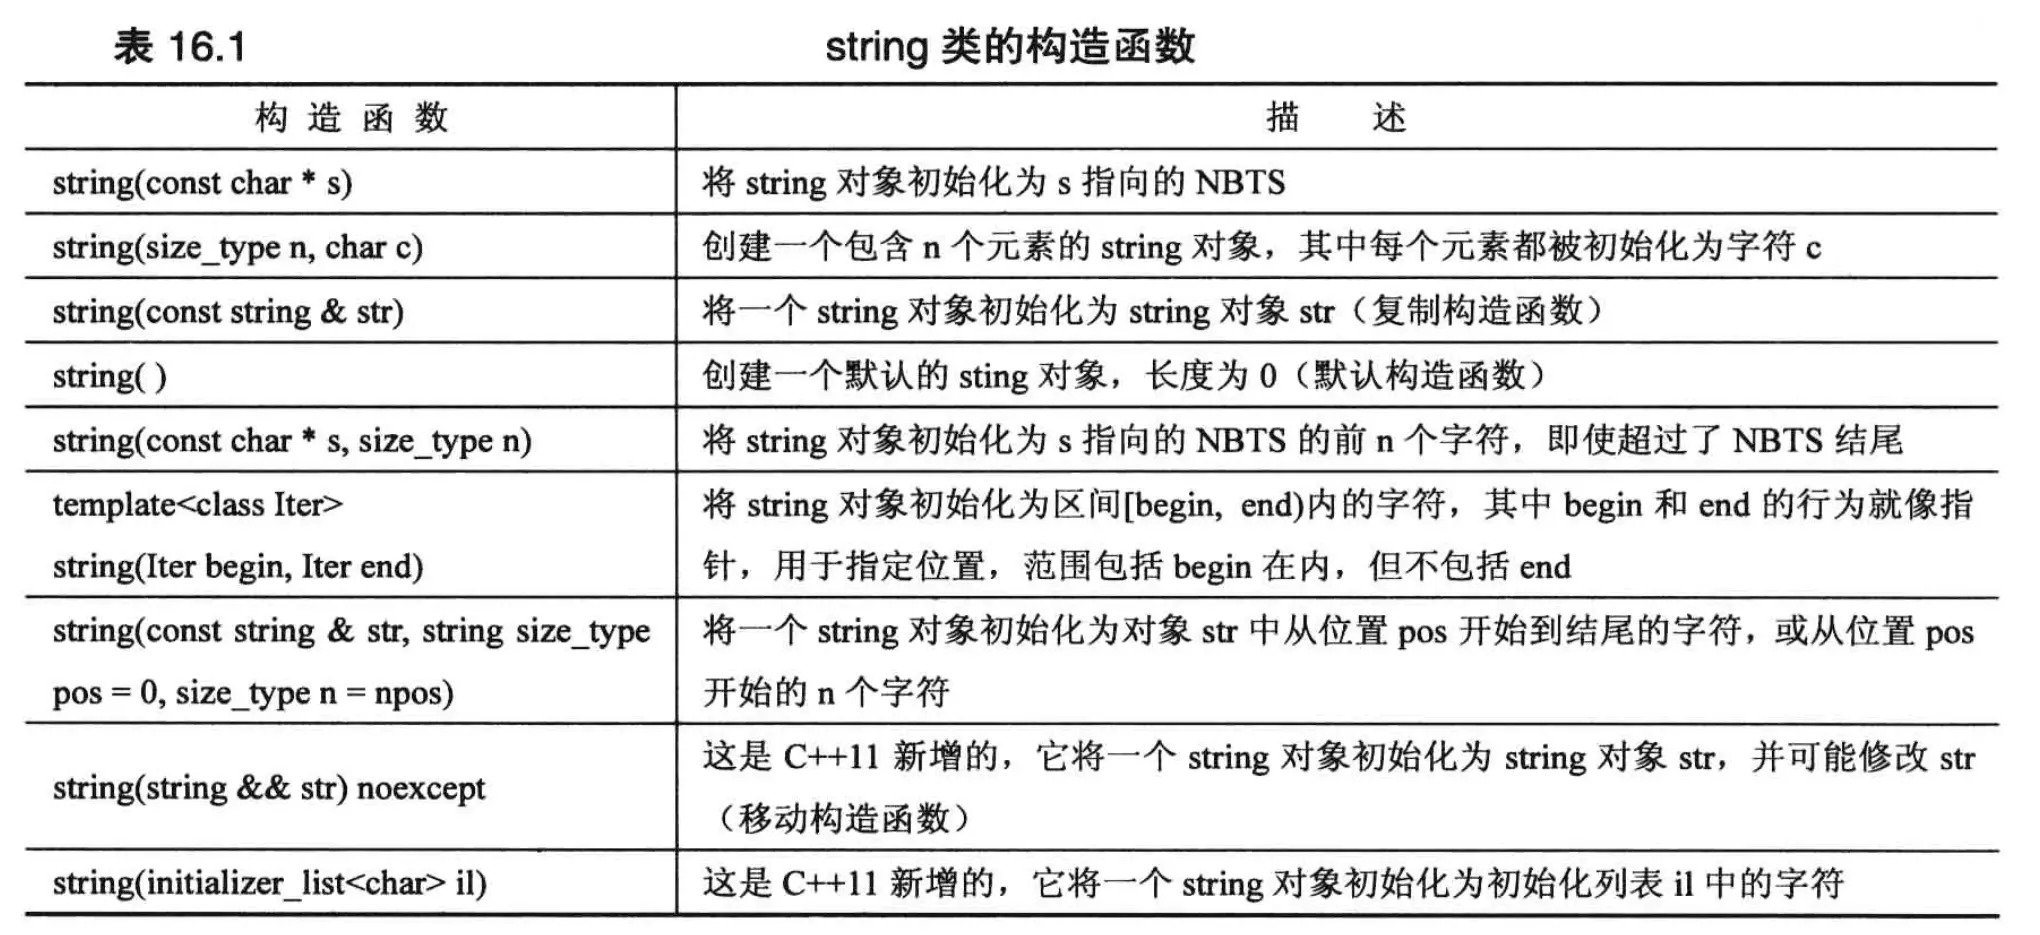 表 16.1 string 类的构造函数
构造函数 描述
string(const char * s) 将 string 对象初始化为 s 指向的 NBTS
string(size_type n, char c) 创建一个包含 n 个元素的 string 对象，其中每个元素都被初始化为字符 c
string(const string & str) 将一个 string 对象初始化为 string 对象 str（复制构造函数）
string( ) 创建一个默认的 sting 对象，长度为 0（默认构造函数）
string(const char * s, size_type n) 将 string 对象初始化为 s 指向的 NBTS 的前 n 个字符，即使超过了 NBTS 结尾
template<class Iter>
string(Iter begin, Iter end)
将 string 对象初始化为区间[begin, end)内的字符，其中 begin 和 end 的行为就像指
针，用于指定位置，范围包括 begin 在内，但不包括 end
string(const string & str, string size_type
pos = 0, size_type n = npos)
将一个 string 对象初始化为对象 str 中从位置 pos 开始到结尾的字符，或从位置 pos
开始的 n 个字符
string(string && str) noexcept
这是 C++11 新增的，它将一个 string 对象初始化为 string 对象 str，并可能修改 str
（移动构造函数）
string(initializer_list<char> il) 这是 C++11 新增的，它将一个 string 对象初始化为初始化列表 il 中的字符